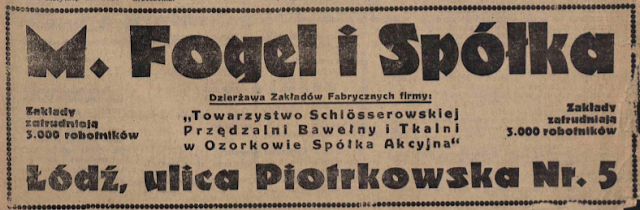 M. Fogel i Spółka
Dzierżawa Zakładów Fabrycznych firmy:
Zakłady
zatrudniają
3.000 robotników
„Towarzystwo Schlösserowskiej
Przędzalni Bawełny i Tkalni
w Ozorkowie Spółka Akcyjna"
Zakłady
zatrudniają
3.000 robotników
Łódź, ulica Piotrkowska Nr. 5